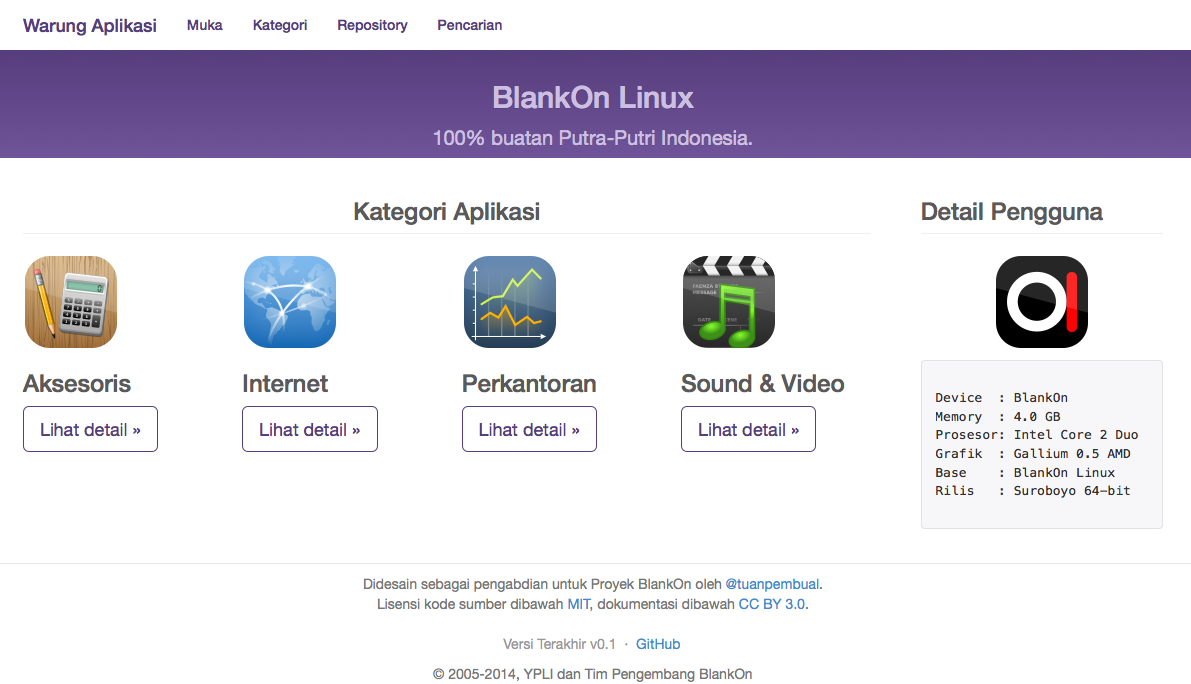 Warung Aplikasi Muka Kategori Repository Pencarian
BlankOn Linux
100% buatan Putra-Putri Indonesia.
Kategori Aplikasi
Aksesoris
Lihat detail »
Internet
Lihat detail »
Perkantoran
Lihat detail »
Sound & Video
Lihat detail »
Detail Pengguna
Device : BlankOn
Memory : 4.0 GB
Prosesor: Intel Core 2 Duo
Grafik : Gallium 0.5 AMD
Base : BlankOn Linux
Rilis : Suroboyo 64-bit
Didesain sebagai pengabdian untuk Proyek BlankOn oleh @tuanpembual.
Lisensi kode sumber dibawah MIT, dokumentasi dibawah CC BY 3.0.
Versi Terakhir v0.1 · GitHub
© 2005-2014, YPLI dan Tim Pengembang BlankOn